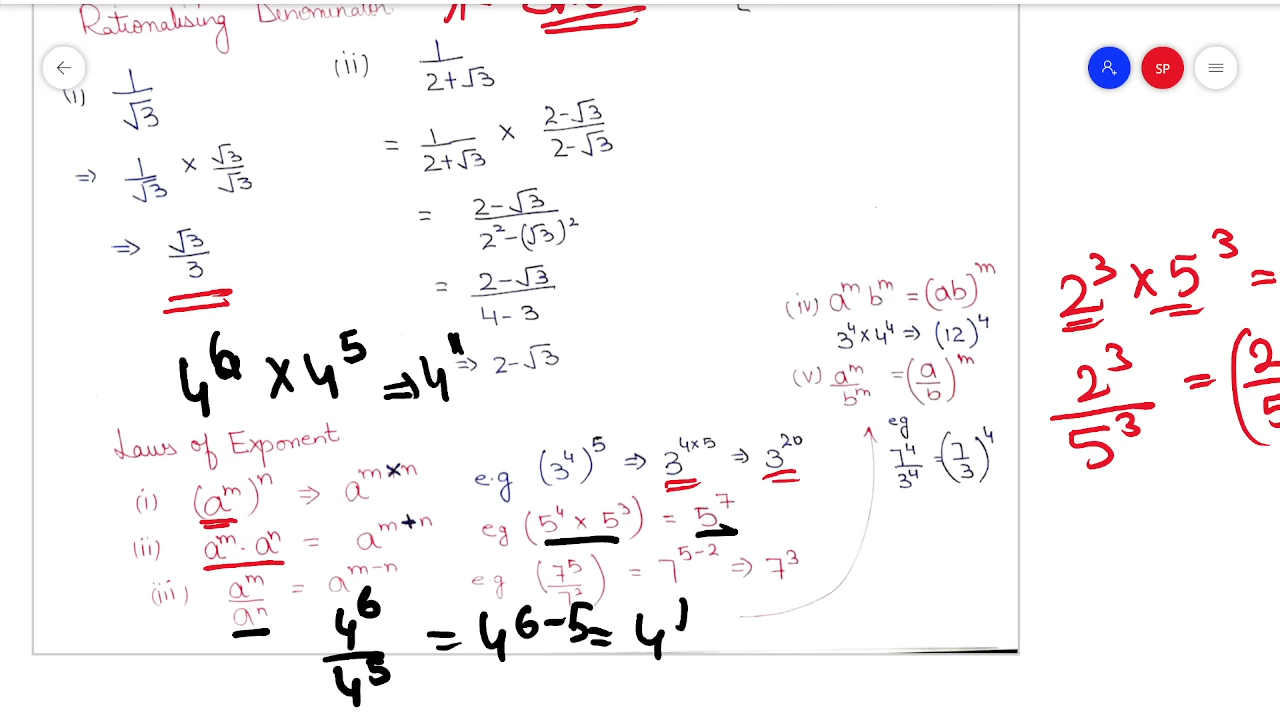 Rationalising Denominator
(i) 1/√3
⇒ 1/√3 × √3/√3
⇒ √3/3
(ii) 1/(2+√3)
= 1/(2+√3) × (2-√3)/(2-√3)
= (2-√3)/(2²-(√3)²)
= (2-√3)/(4-3)
⇒ 2-√3
4⁶ × 4⁵ ⇒ 4¹¹
Laws of Exponent
(i) (aᵐ)ⁿ ⇒ aᵐˣⁿ e.g (3⁴)⁵ ⇒ 3⁴ˣ⁵ ⇒ 3²⁰
(ii) aᵐ · aⁿ = aᵐ⁺ⁿ eg (5⁴ × 5³) = 5⁷
(iii) aᵐ/aⁿ = aᵐ⁻ⁿ eg (7⁵/7²) = 7⁵⁻² ⇒ 7³
4⁶/4⁵ = 4⁶⁻⁵ = 4¹
(iv) aᵐ bᵐ = (ab)ᵐ
3⁴×4⁴ ⇒ (12)⁴
(v) aᵐ/bᵐ = (a/b)ᵐ
eg
7⁴/3⁴ = (7/3)⁴
SP
2³ × 5³ =
2³/5³ = (2/5